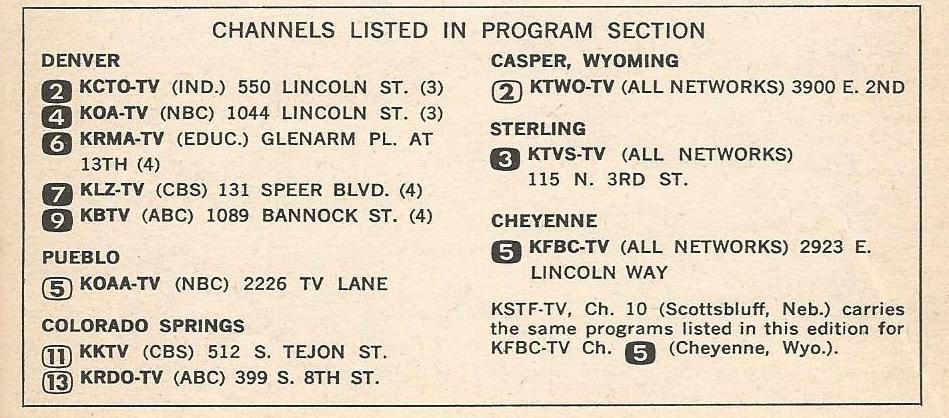 CHANNELS LISTED IN PROGRAM SECTION
DENVER
2 KCTO-TV (IND.) 550 LINCOLN ST. (3)
4 KOA-TV (NBC) 1044 LINCOLN ST. (3)
6 KRMA-TV (EDUC.) GLENARM PL. AT
13TH (4)
7 KLZ-TV (CBS) 131 SPEER BLVD. (4)
9 KBTV (ABC) 1089 BANNOCK ST. (4)
PUEBLO
5 KOAA-TV (NBC) 2226 TV LANE
COLORADO SPRINGS
11 KKTV (CBS) 512 S. TEJON ST.
13 KRDO-TV (ABC) 399 S. 8TH ST.
CASPER, WYOMING
2 KTWO-TV (ALL NETWORKS) 3900 E. 2ND
STERLING
3 KTVS-TV (ALL NETWORKS)
115 N. 3RD ST.
CHEYENNE
5 KFBC-TV (ALL NETWORKS) 2923 E.
LINCOLN WAY
KSTF-TV, Ch. 10 (Scottsbluff, Neb.) carries
the same programs listed in this edition for
KFBC-TV Ch. 5 (Cheyenne, Wyo.).